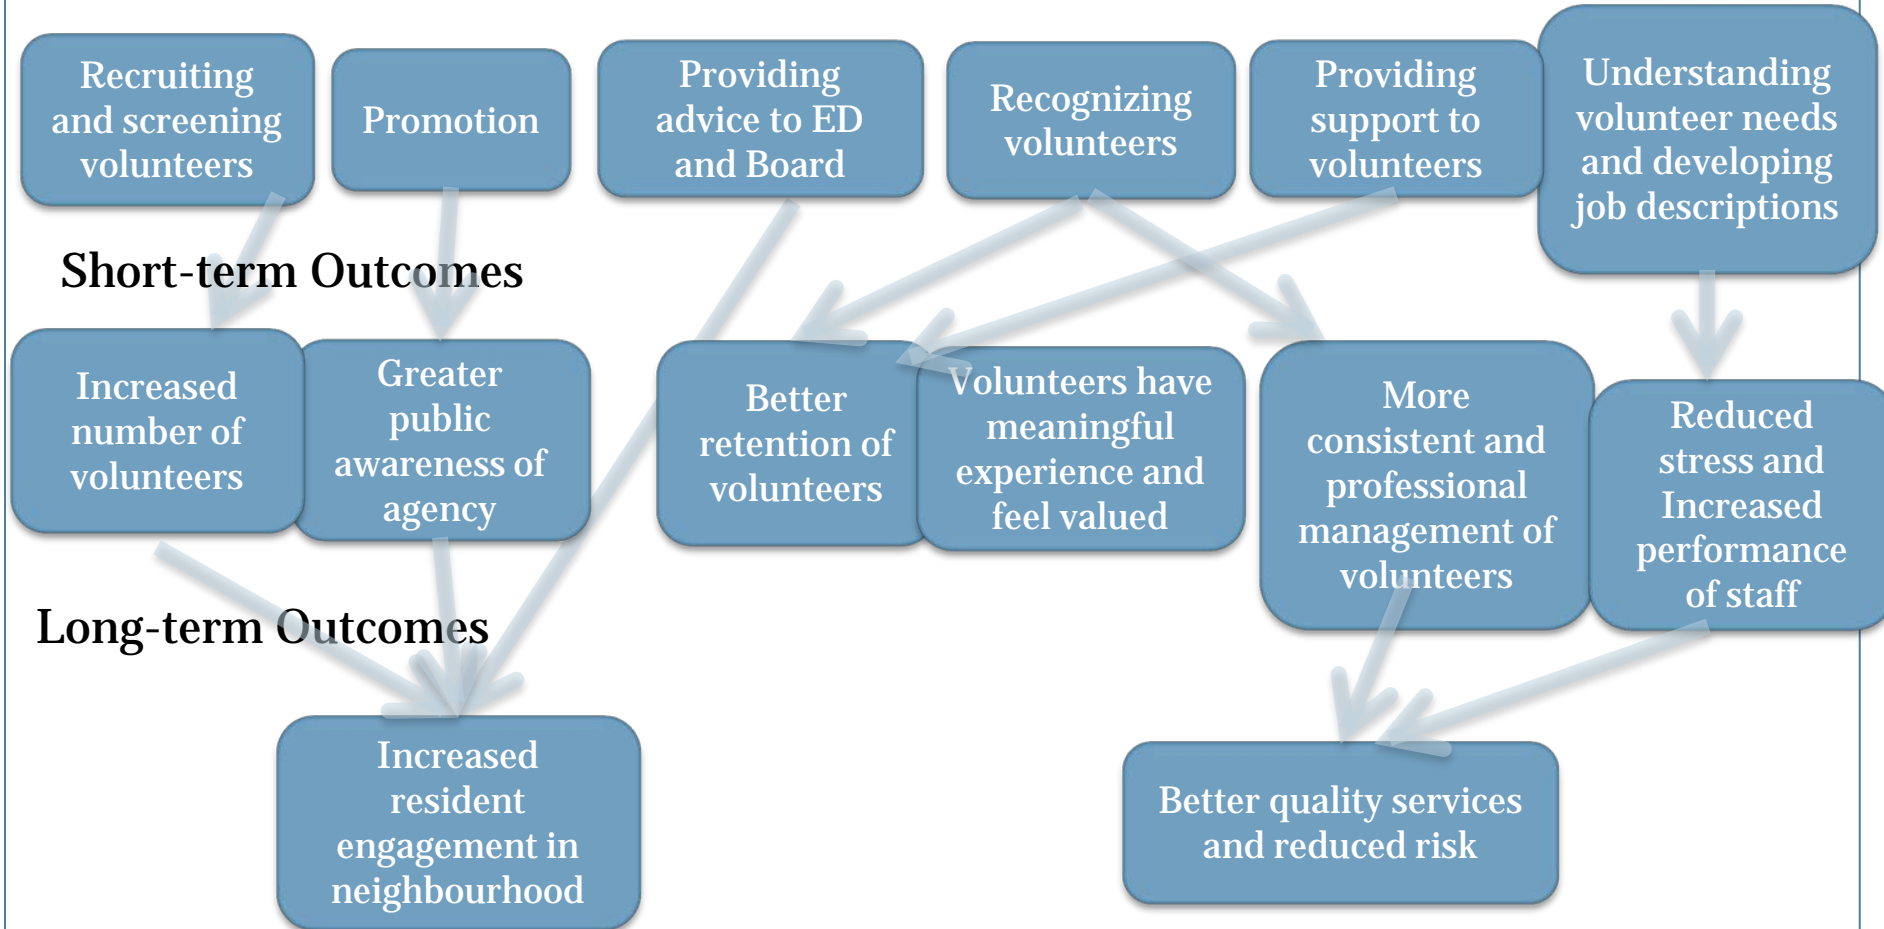 Recruiting
and screening
volunteers
Promotion
Providing
advice to ED
and Board
Recognizing
volunteers
Providing
support to
volunteers
Understanding
volunteer needs
and developing
job descriptions
Short-term Outcomes
Increased
number of
volunteers
Greater
public
awareness of
agency
Better
retention of
volunteers
Volunteers have
meaningful
experience and
feel valued
More
consistent and
professional
management of
volunteers
Reduced
stress and
Increased
performance
of staff
Long-term Outcomes
Increased
resident
engagement in
neighbourhood
Better quality services
and reduced risk